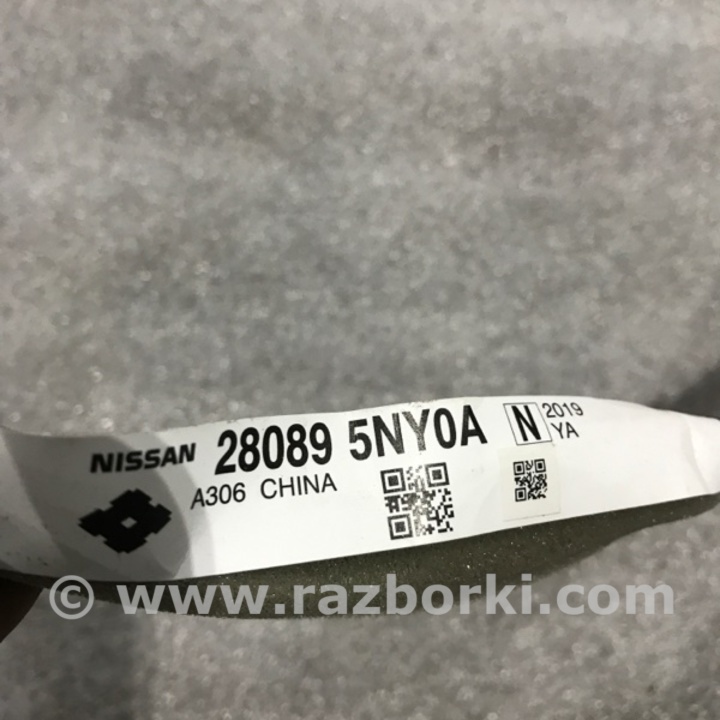 NISSAN 28089 5NY0A N 2019
YA
A306 CHINA
© www.razborki.com